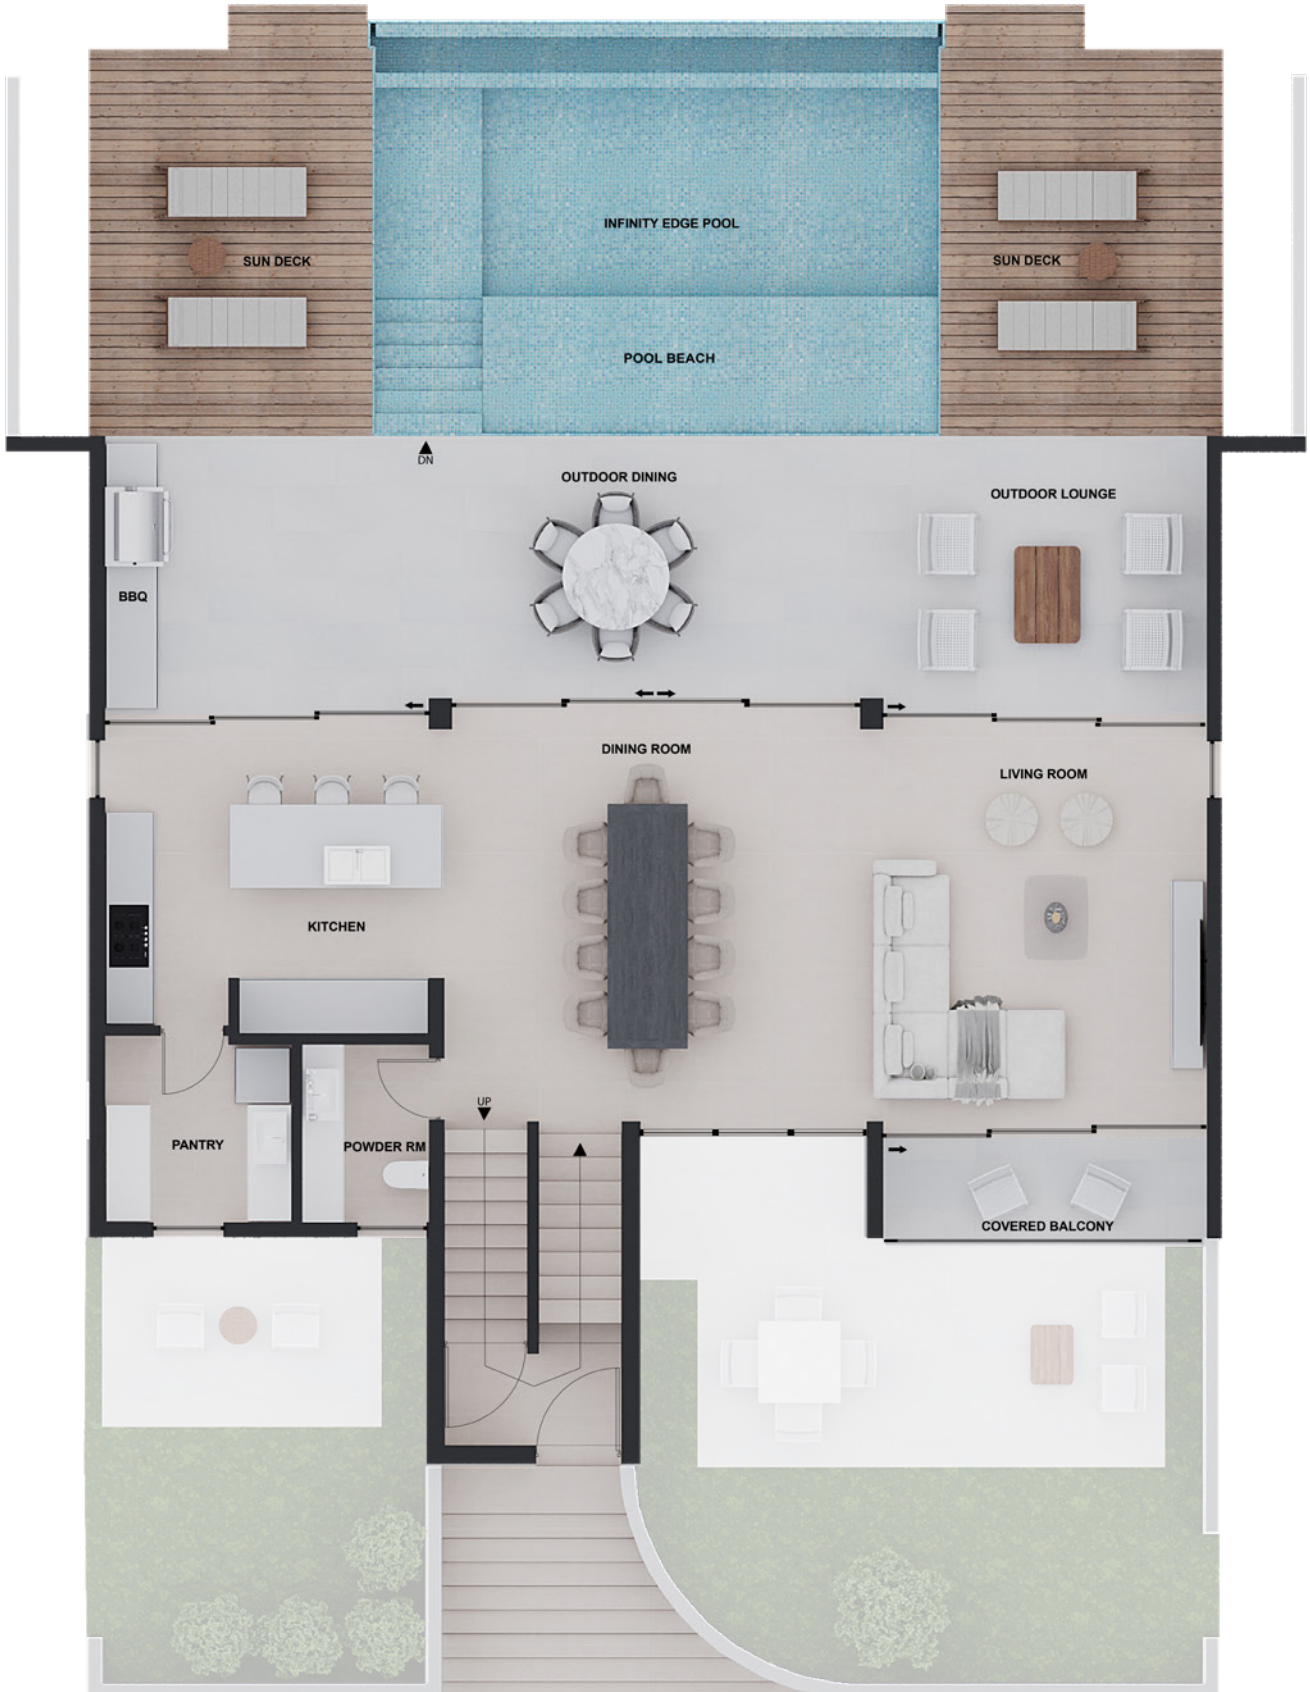 INFINITY EDGE POOL
SUN DECK
SUN DECK
POOL BEACH
DN
OUTDOOR DINING
OUTDOOR LOUNGE
BBQ
DINING ROOM
LIVING ROOM
KITCHEN
UP
PANTRY
POWDER RM
COVERED BALCONY